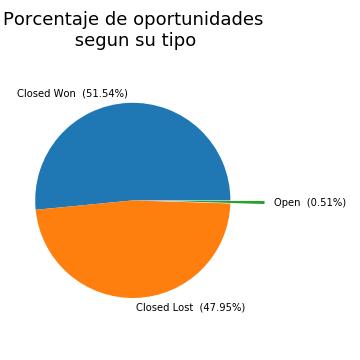 Porcentaje de oportunidades
segun su tipo
Closed Won (51.54%)
Open (0.51%)
Closed Lost (47.95%)